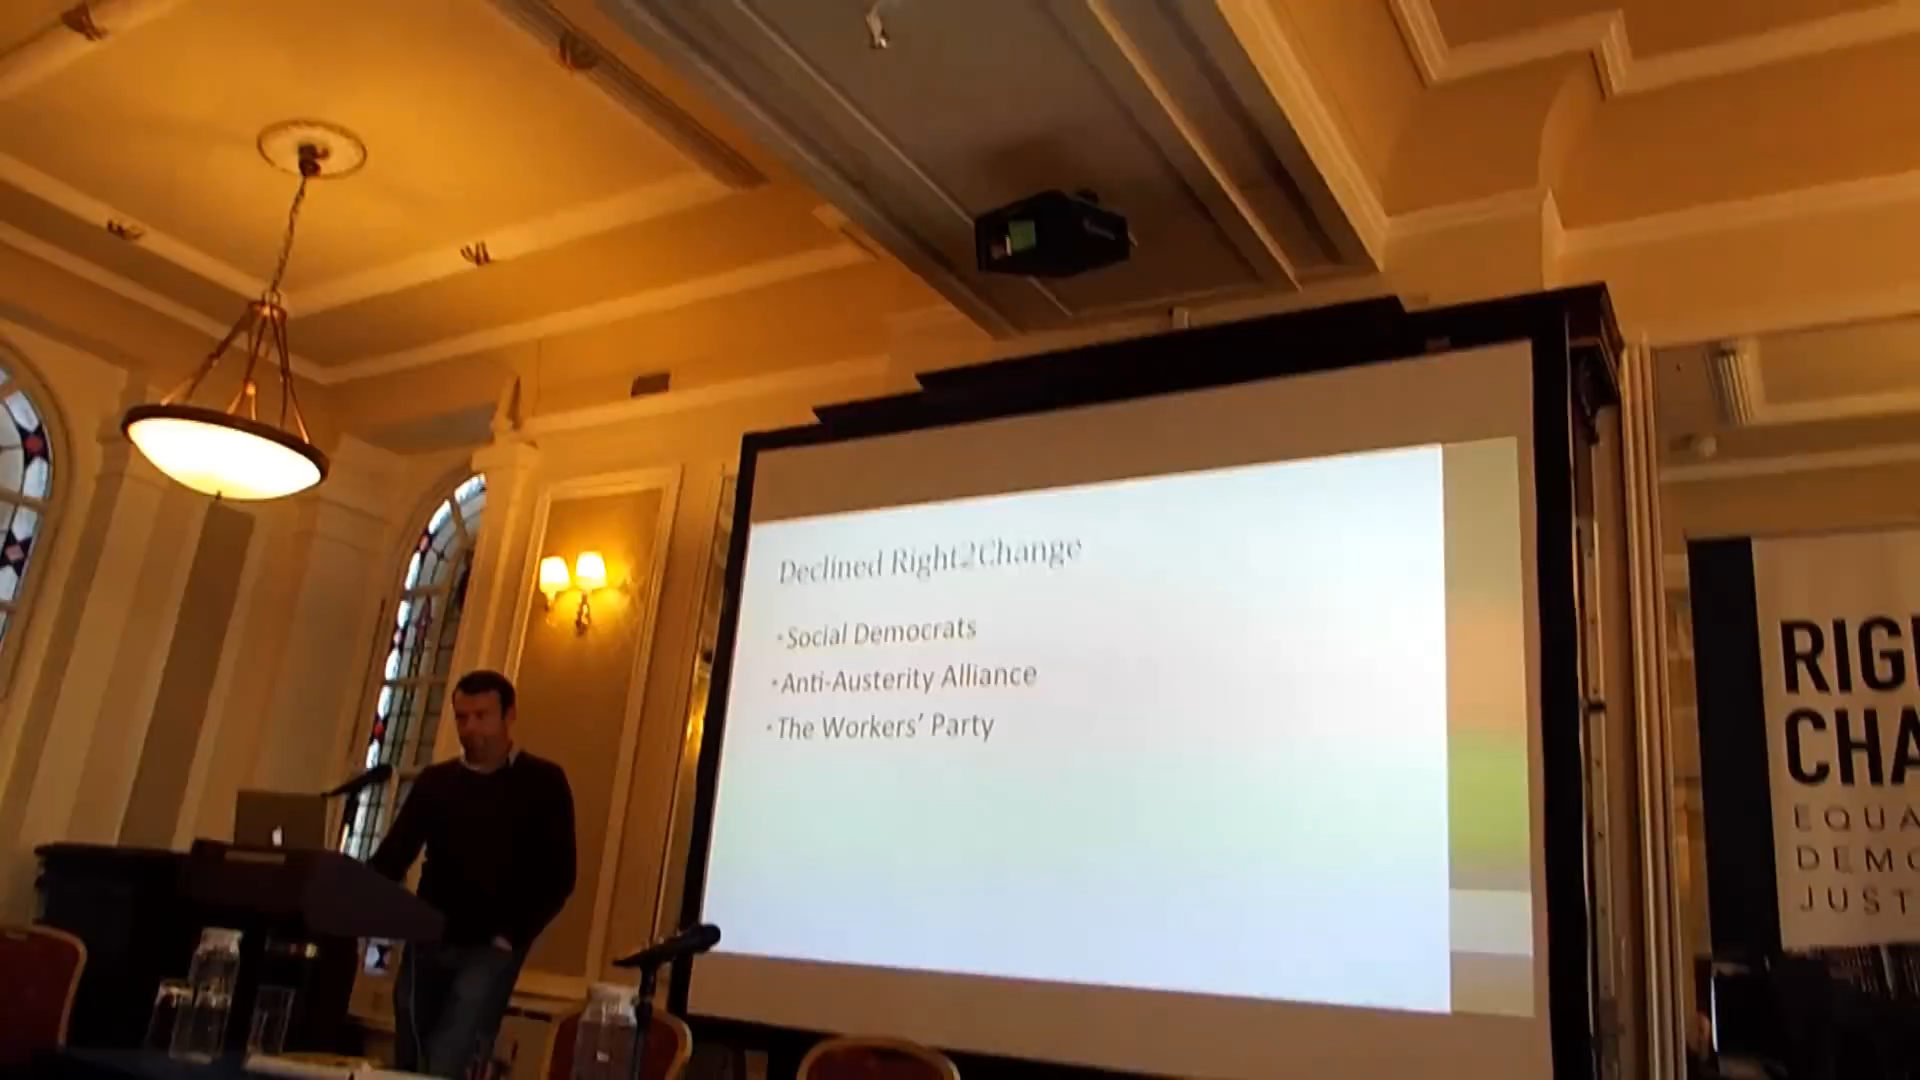 Declined Right2Change
• Social Democrats
• Anti-Austerity Alliance
• The Workers' Party
RIG
CHA
EQUA
DEMO
JUST